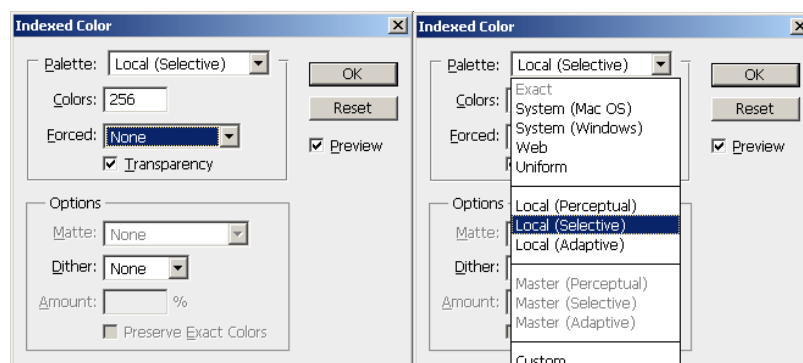 Indexed Color
Palette: Local (Selective)
Colors: 256
Forced: None
Transparency
OK
Reset
Preview
Options
Matte: None
Dither: None
Amount: %
Preserve Exact Colors
Indexed Color
Palette: Local (Selective)
Colors:
Forced:
Exact
System (Mac OS)
System (Windows)
Web
Uniform
Local (Perceptual)
Local (Selective)
Local (Adaptive)
Master (Perceptual)
Master (Selective)
Master (Adaptive)
Custom
OK
Reset
Preview
Options
Matte:
Dither:
Amount: